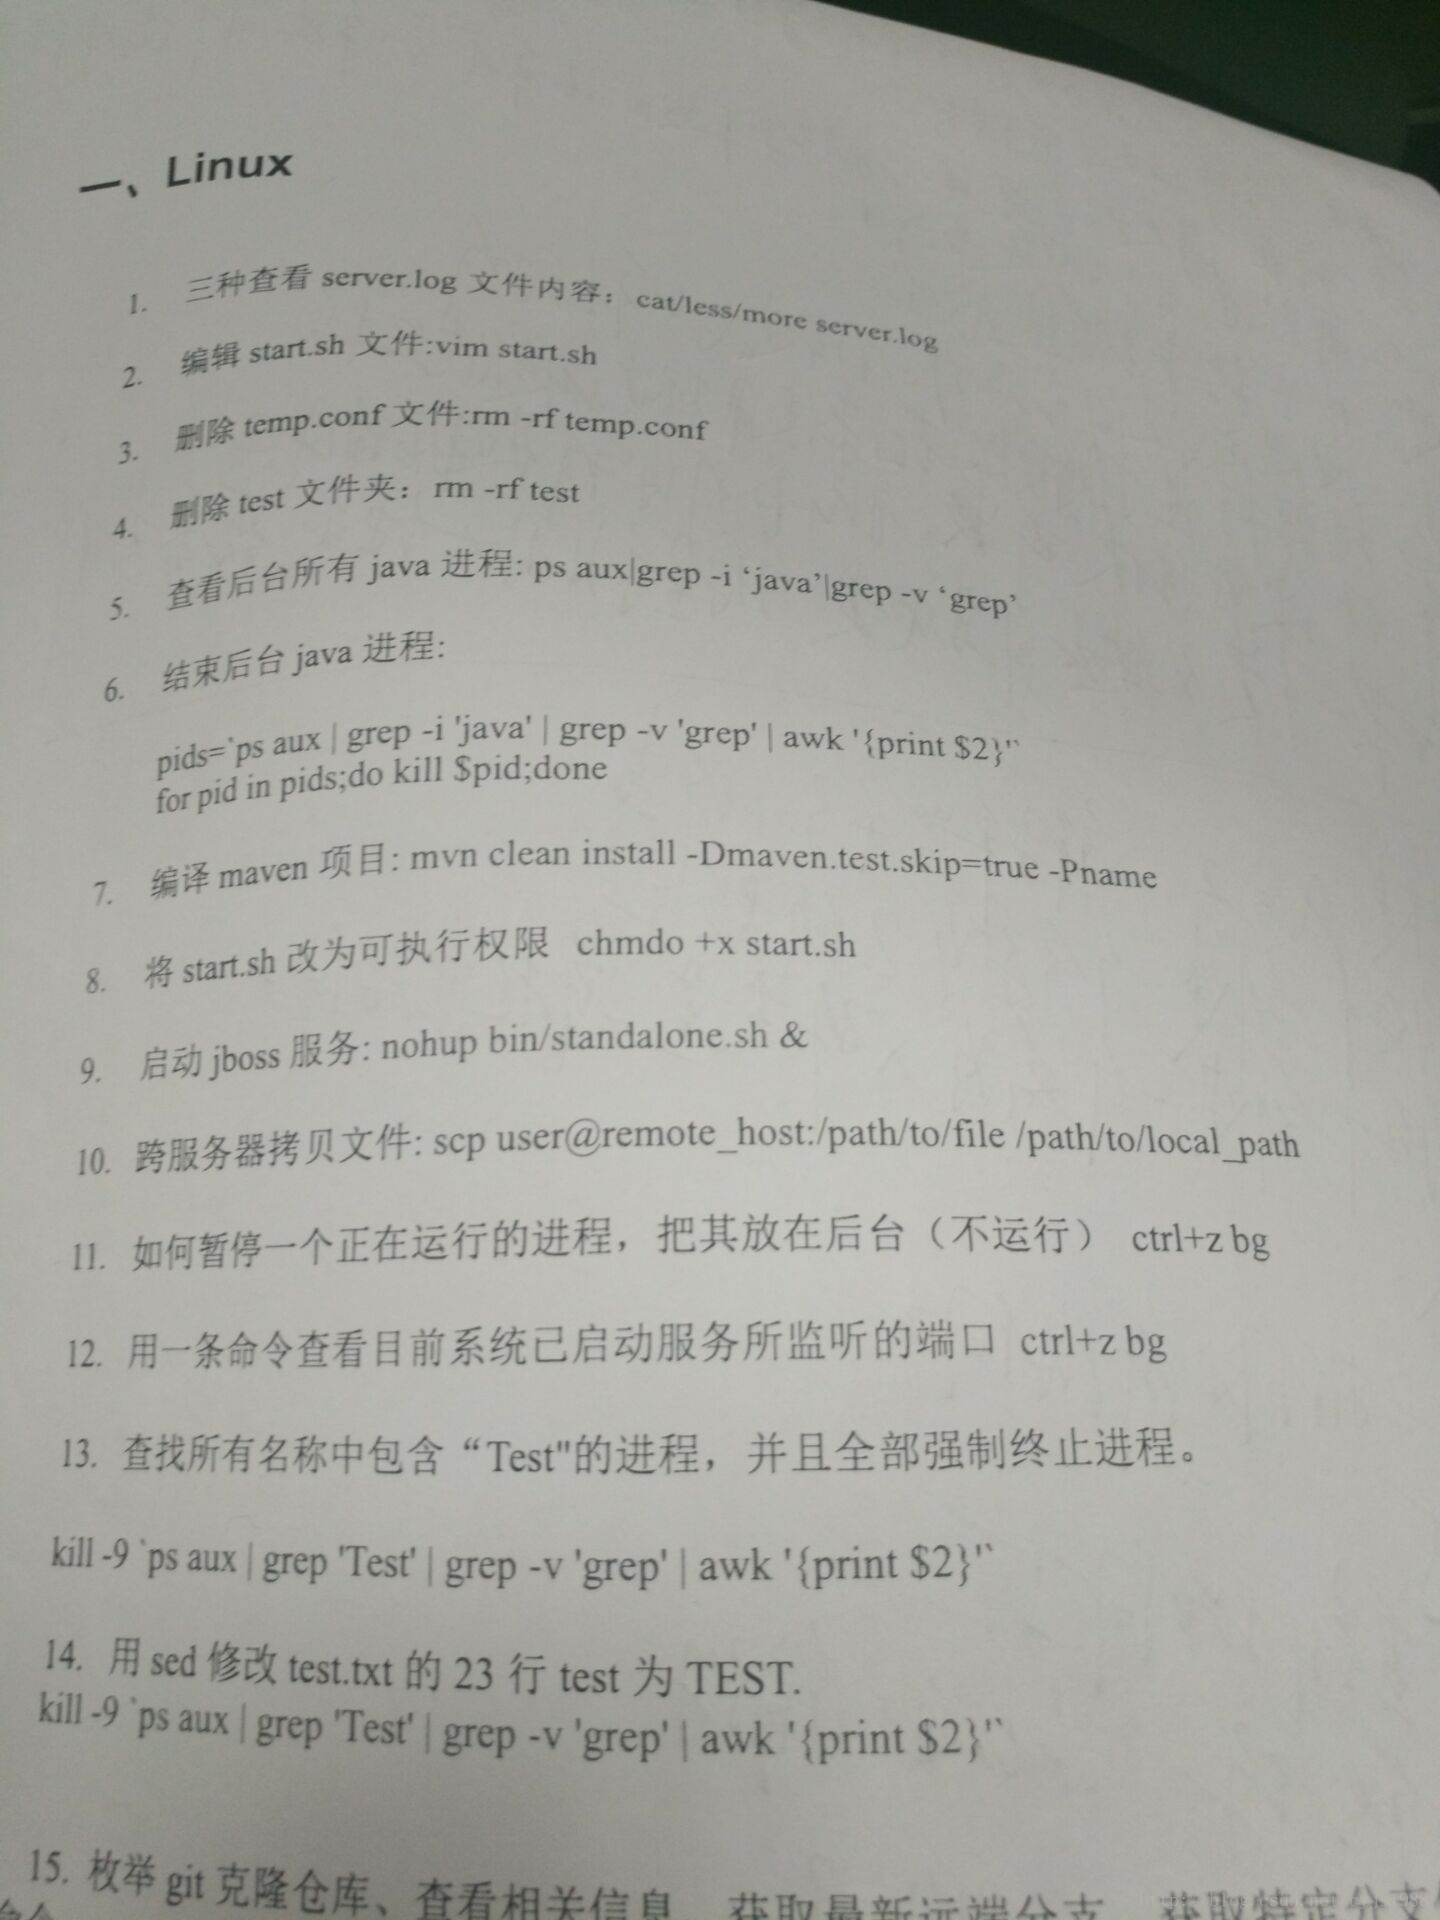 一、Linux
1. 三种查看 server.log 文件内容：cat/less/more server.log
2. 编辑 start.sh 文件:vim start.sh
3. 删除 temp.conf 文件:rm -rf temp.conf
4. 删除 test 文件夹：rm -rf test
5. 查看后台所有 java 进程: ps aux|grep -i ‘java’|grep -v ‘grep’
6. 结束后台 java 进程:
pids=`ps aux | grep -i 'java' | grep -v 'grep' | awk '{print $2}'`
for pid in pids;do kill $pid;done
7. 编译 maven 项目: mvn clean install -Dmaven.test.skip=true -Pname
8. 将 start.sh 改为可执行权限 chmdo +x start.sh
9. 启动 jboss 服务: nohup bin/standalone.sh &
10. 跨服务器拷贝文件: scp user@remote_host:/path/to/file /path/to/local_path
11. 如何暂停一个正在运行的进程，把其放在后台（不运行） ctrl+z bg
12. 用一条命令查看目前系统已启动服务所监听的端口 ctrl+z bg
13. 查找所有名称中包含“Test"的进程，并且全部强制终止进程。
kill -9 `ps aux | grep 'Test' | grep -v 'grep' | awk '{print $2}'`
14. 用 sed 修改 test.txt 的 23 行 test 为 TEST.
kill -9 `ps aux | grep 'Test' | grep -v 'grep' | awk '{print $2}'`
15. 枚举 git 克隆仓库、查看相关信息、获取最新远端分支、获取特定分支